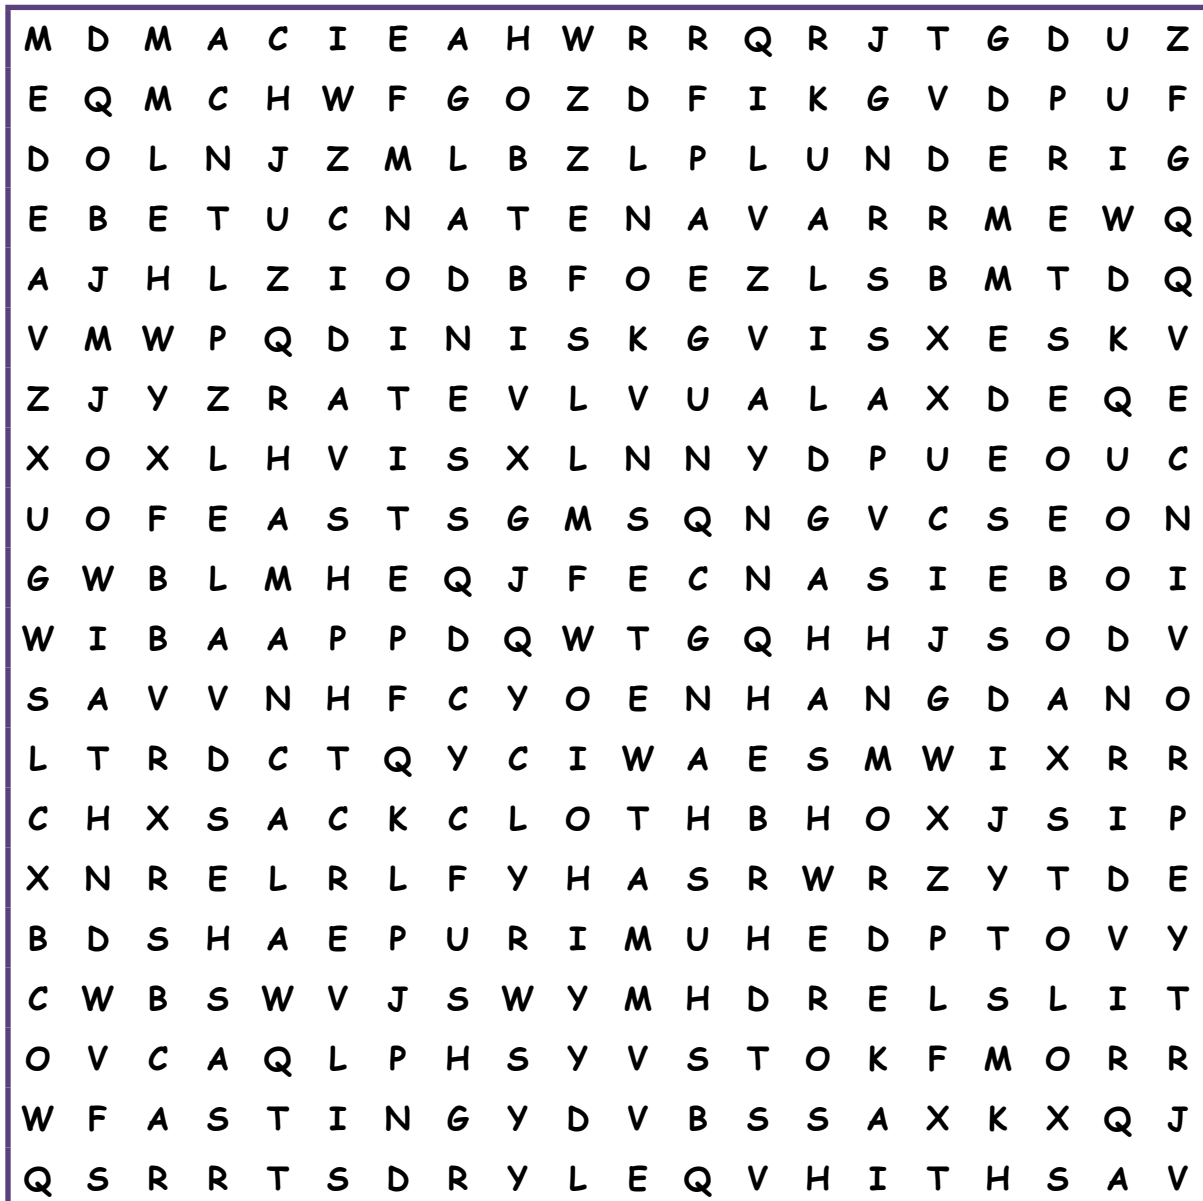 M D M A C I E A H W R R Q R J T G D U Z
E Q M C H W F G O Z D F I K G V D P U F
D O L N J Z M L B Z L P L U N D E R I G
E B E T U C N A T E N A V A R R M E W Q
A J H L Z I O D B F O E Z L S B M T D Q
V M W P Q D I N I S K G V I S X E S K V
Z J Y Z R A T E V L V U A L A X D E Q E
X O X L H V I S X L N N Y D P U E O U C
U O F E A S T S G M S Q N G V C S E O N
G W B L M H E Q J F E C N A S I E B O I
W I B A A P P D Q W T G Q H H J S O D V
S A V V N H F C Y O E N H A N G D A N O
L T R D C T Q Y C I W A E S M W I X R R
C H X S A C K C L O T H B H O X J S I P
X N R E L R L F Y H A S R W R Z Y T D E
B D S H A E P U R I M U H E D P T O V Y
C W B S W V J S W Y M H D R E L S L I T
O V C A Q L P H S Y V S T O K F M O R R
W F A S T I N G Y D V B S S A X K X Q J
Q S R R T S D R Y L E Q V H I T H S A V